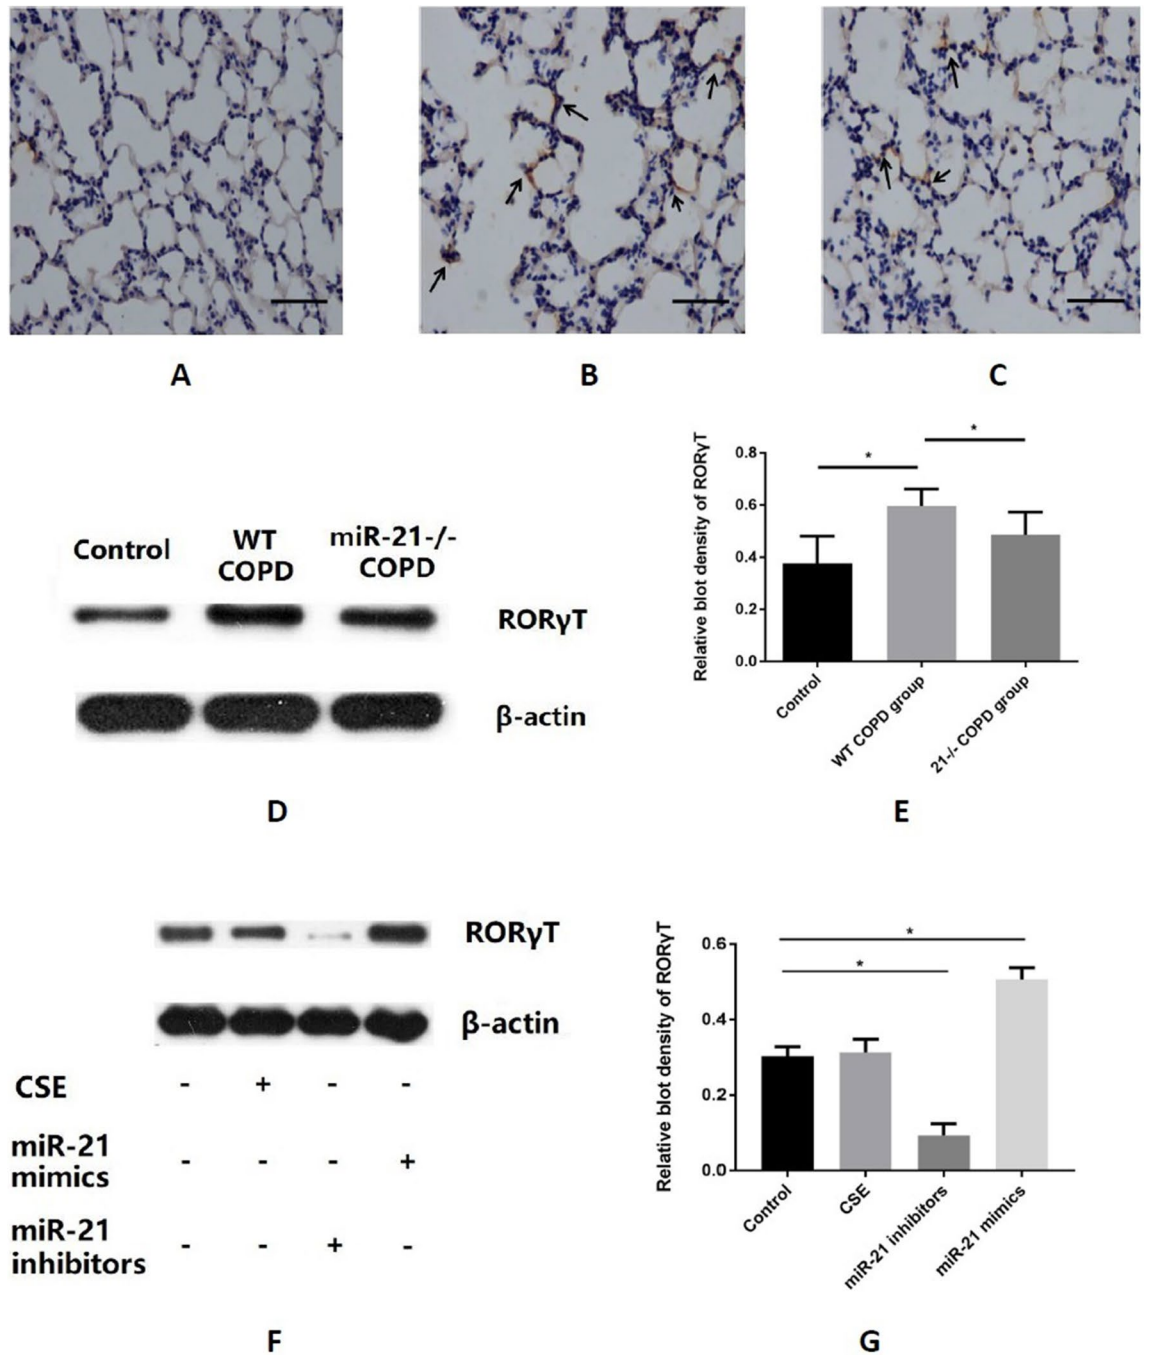 A
B
C
Control
WT
COPD
miR-21-/-
COPD
RORγT
β-actin
D
Relative blot density of RORγT
0.8
0.6
0.4
0.2
0.0
*
*
Control
WT COPD group
21-/- COPD group
E
RORγT
β-actin
CSE
- + - -
miR-21
mimics
- - - +
miR-21
inhibitors
- - + -
F
Relative blot density of RORγT
0.6
0.4
0.2
0.0
*
*
Control
CSE
miR-21 inhibitors
miR-21 mimics
G